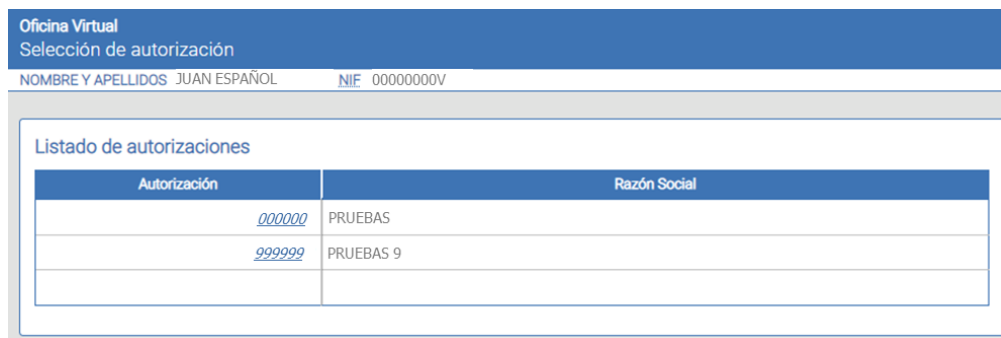 Oficina Virtual
Selección de autorización
NOMBRE Y APELLIDOS JUAN ESPAÑOL NIF 00000000V
Listado de autorizaciones
Autorización Razón Social
000000 PRUEBAS
999999 PRUEBAS 9